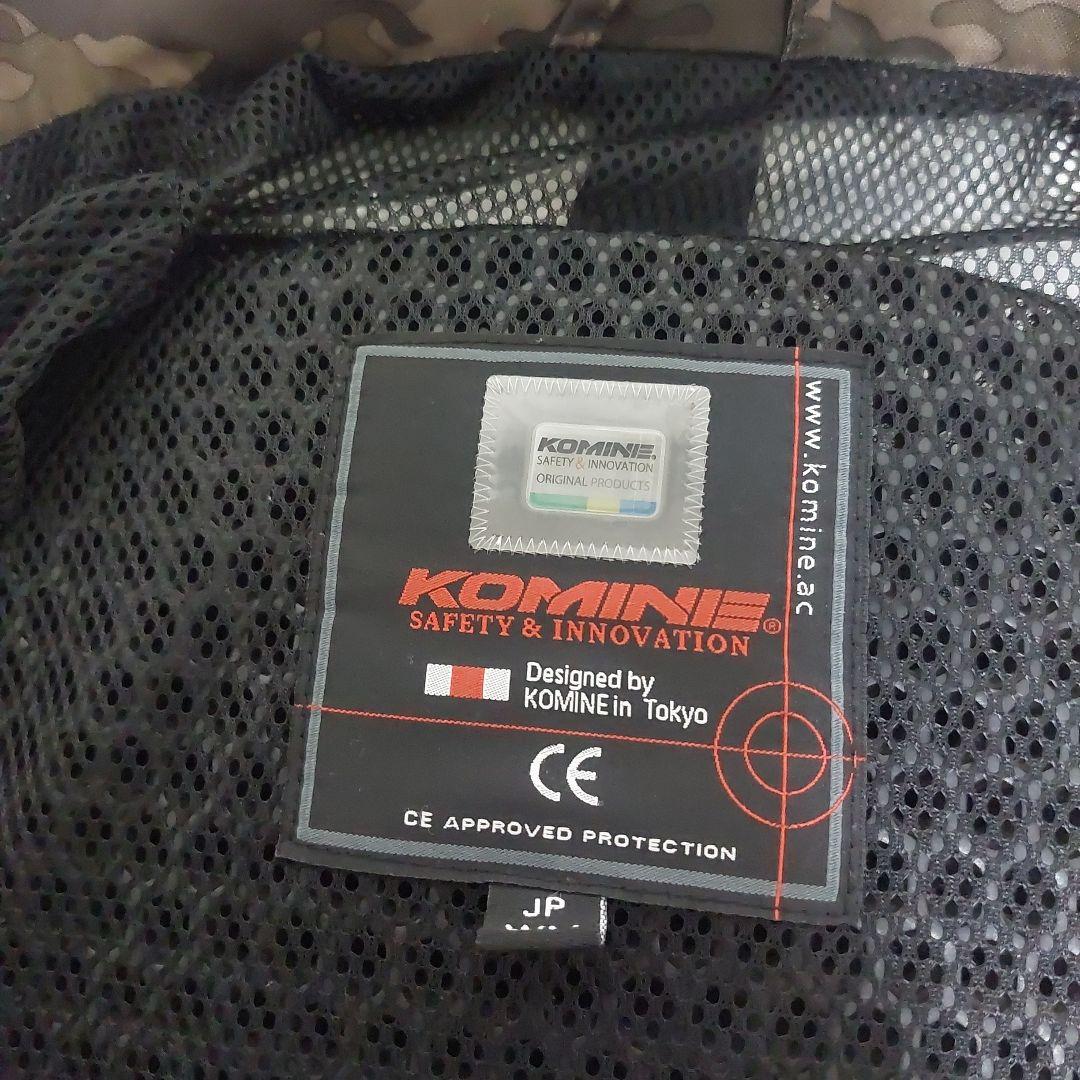 KOMINE.
SAFETY & INNOVATION
ORIGINAL PRODUCTS
www.komine.ac
KOMINE®
SAFETY & INNOVATION
Designed by
KOMINE in Tokyo
CE
CE APPROVED PROTECTION
JP